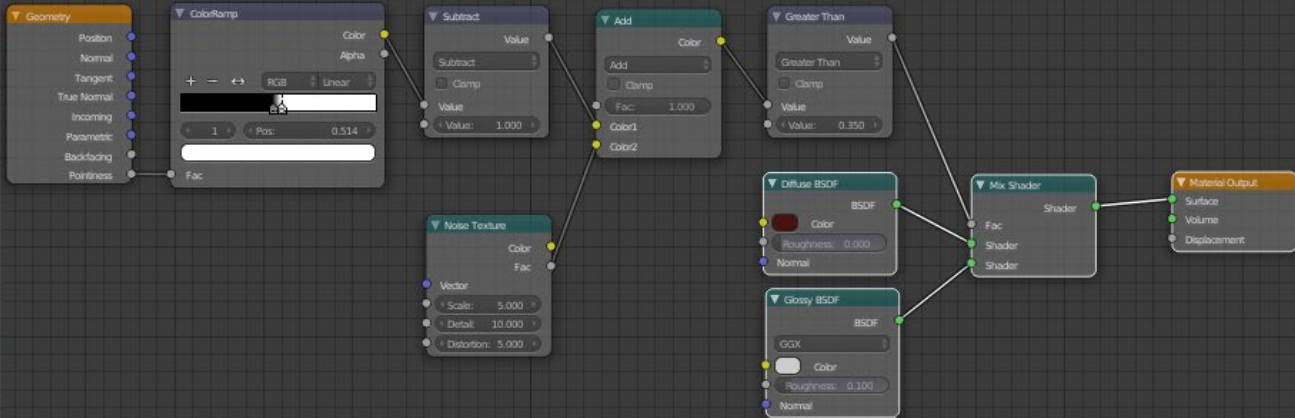 Geometry
Position
Normal
Tangent
True Normal
Incoming
Parametric
Backfacing
Pointiness
ColorRamp
Color
Alpha
RGB Linear
1 Pos: 0.514
Fac
Subtract
Value
Subtract
Clamp
Value
Value: 1.000
Add
Color
Add
Clamp
Fac: 1.000
Color1
Color2
Greater Than
Value
Greater Than
Clamp
Value
Value: 0.350
Noise Texture
Color
Fac
Vector
Scale: 5.000
Detail: 10.000
Distortion: 5.000
Diffuse BSDF
BSDF
Color
Roughness: 0.000
Normal
Glossy BSDF
BSDF
GGX
Color
Roughness: 0.100
Normal
Mix Shader
Shader
Fac
Shader
Shader
Material Output
Surface
Volume
Displacement